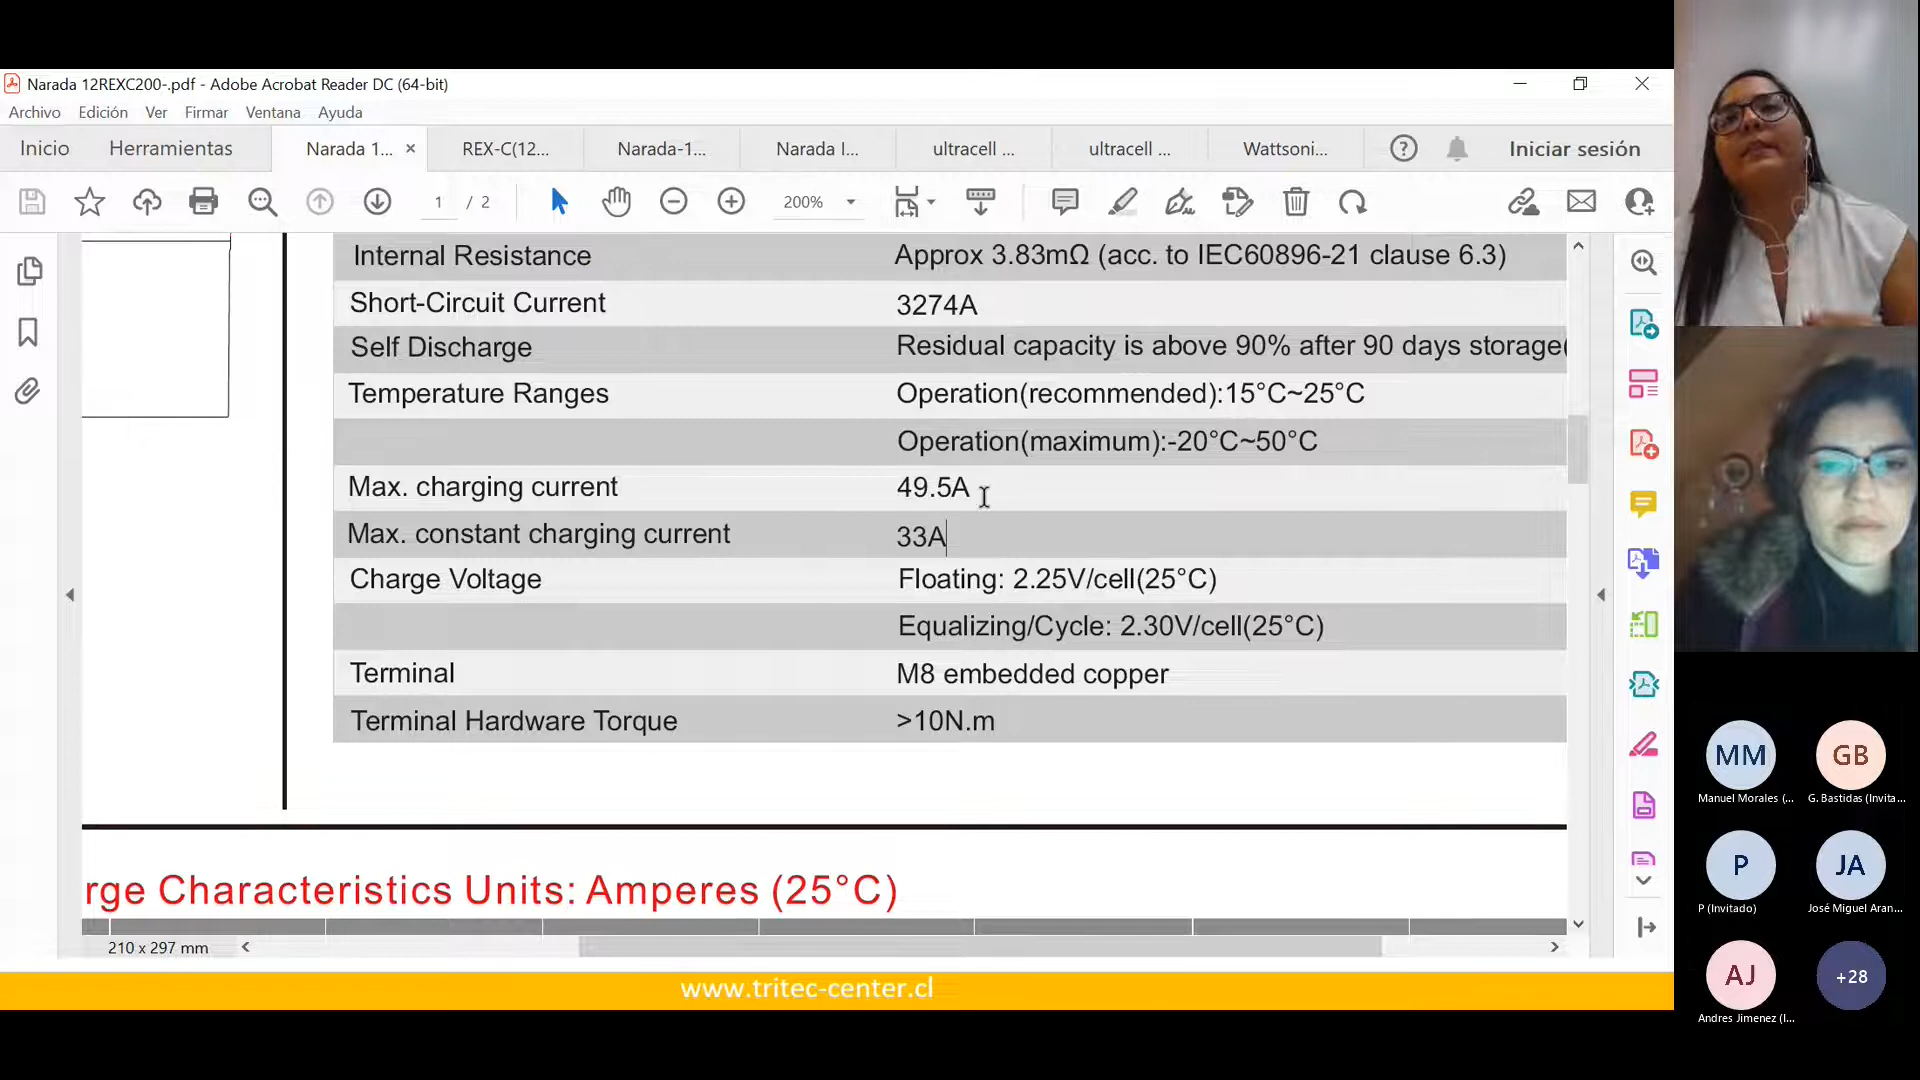 Narada 12REXC200-.pdf - Adobe Acrobat Reader DC (64-bit)
Archivo Edición Ver Firmar Ventana Ayuda
Inicio Herramientas Narada 1... × REX-C(12... Narada-1... Narada I... ultracell ... ultracell ... Wattsoni... Iniciar sesión
1 / 2 200%
Internal Resistance Approx 3.83mΩ (acc. to IEC60896-21 clause 6.3)
Short-Circuit Current 3274A
Self Discharge Residual capacity is above 90% after 90 days storage(
Temperature Ranges Operation(recommended):15°C~25°C
Operation(maximum):-20°C~50°C
Max. charging current 49.5A
Max. constant charging current 33A
Charge Voltage Floating: 2.25V/cell(25°C)
Equalizing/Cycle: 2.30V/cell(25°C)
Terminal M8 embedded copper
Terminal Hardware Torque >10N.m
rge Characteristics Units: Amperes (25°C)
210 x 297 mm
www.tritec-center.cl
MM GB
Manuel Morales (... G. Bastidas (Invita...
P JA
P (Invitado) José Miguel Aran...
AJ +28
Andres Jimenez (I...